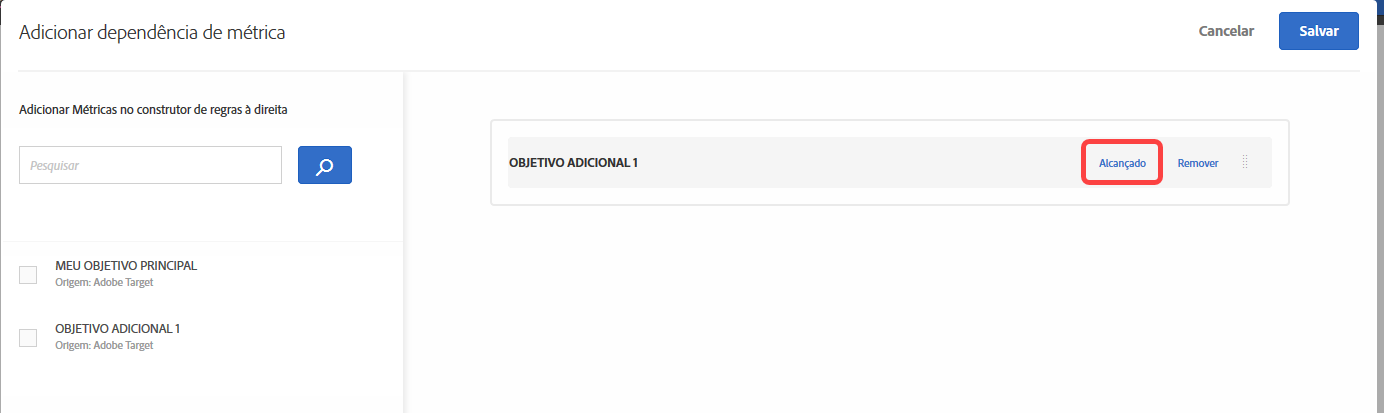 Adicionar dependência de métrica
Cancelar
Salvar
Adicionar Métricas no construtor de regras à direita
Pesquisar
OBJETIVO ADICIONAL 1
Alcançado
Remover
MEU OBJETIVO PRINCIPAL
Origem: Adobe Target
OBJETIVO ADICIONAL 1
Origem: Adobe Target